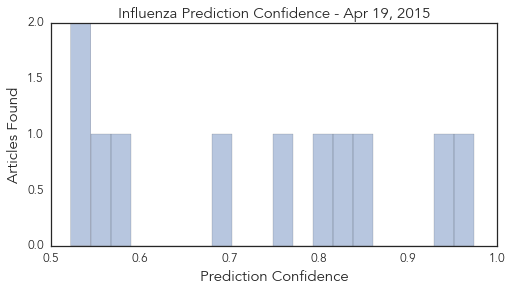 Influenza Prediction Confidence - Apr 19, 2015
2.0
1.5
1.0
0.5
0.0
Articles Found
0.5 0.6 0.7 0.8 0.9 1.0
Prediction Confidence